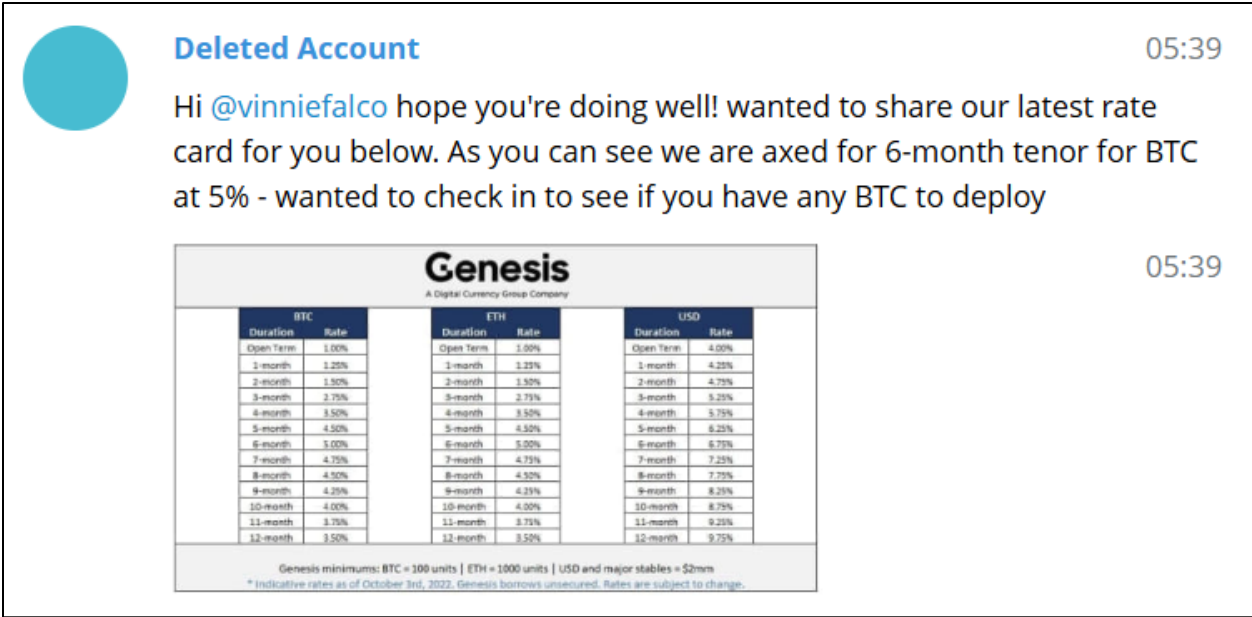 Deleted Account 05:39
Hi @vinniefalco hope you're doing well! wanted to share our latest rate
card for you below. As you can see we are axed for 6-month tenor for BTC
at 5% - wanted to check in to see if you have any BTC to deploy
05:39
Genesis
A Digital Currency Group Company
BTC ETH USD
Duration Rate Duration Rate Duration Rate
Open Term 1.00% Open Term 1.00% Open Term 4.00%
1-month 1.25% 1-month 1.25% 1-month 4.25%
2-month 1.50% 2-month 1.50% 2-month 4.75%
3-month 2.75% 3-month 2.75% 3-month 5.25%
4-month 3.50% 4-month 3.50% 4-month 5.75%
5-month 4.50% 5-month 4.50% 5-month 6.25%
6-month 5.00% 6-month 5.00% 6-month 6.75%
7-month 4.75% 7-month 4.75% 7-month 7.25%
8-month 4.50% 8-month 4.50% 8-month 7.75%
9-month 4.25% 9-month 4.25% 9-month 8.25%
10-month 4.00% 10-month 4.00% 10-month 8.75%
11-month 3.75% 11-month 3.75% 11-month 9.25%
12-month 3.50% 12-month 3.50% 12-month 9.75%
Genesis minimums: BTC = 100 units | ETH = 1000 units | USD and major stables = $2mm
* Indicative rates as of October 3rd, 2022. Genesis borrows unsecured. Rates are subject to change.